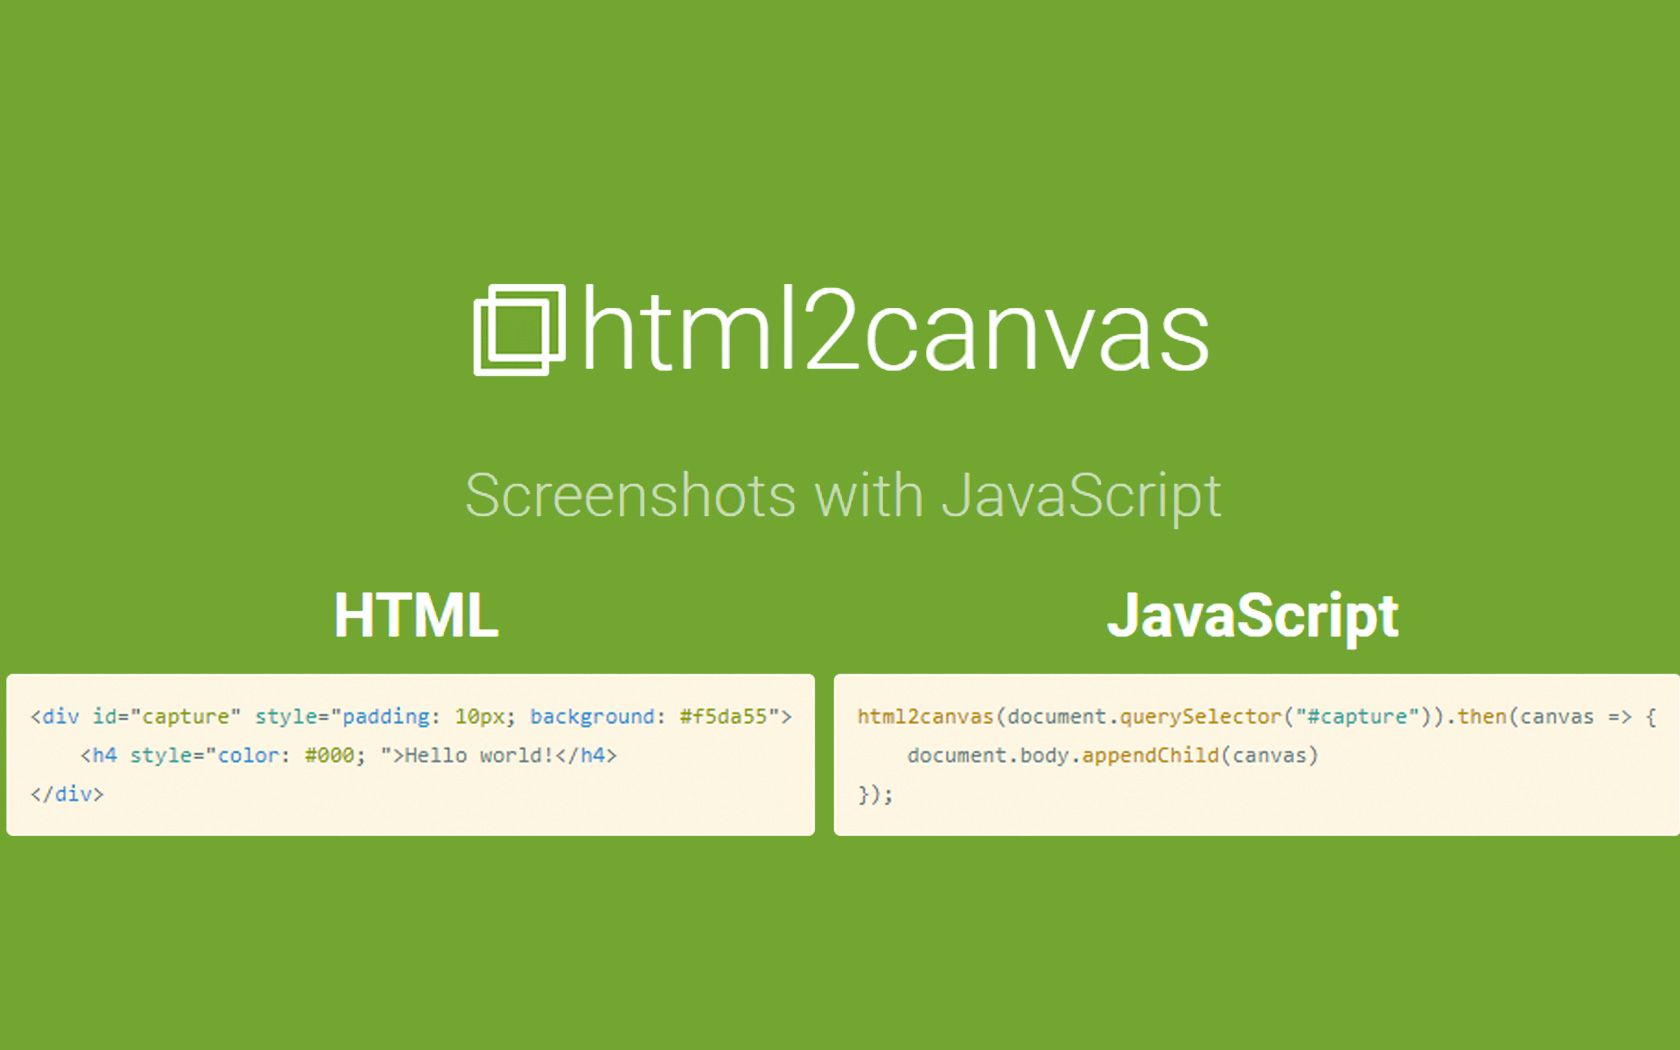 html2canvas
Screenshots with JavaScript
HTML
<div id="capture" style="padding: 10px; background: #f5da55">
    <h4 style="color: #000; ">Hello world!</h4>
</div>
JavaScript
html2canvas(document.querySelector("#capture")).then(canvas => {
    document.body.appendChild(canvas)
});